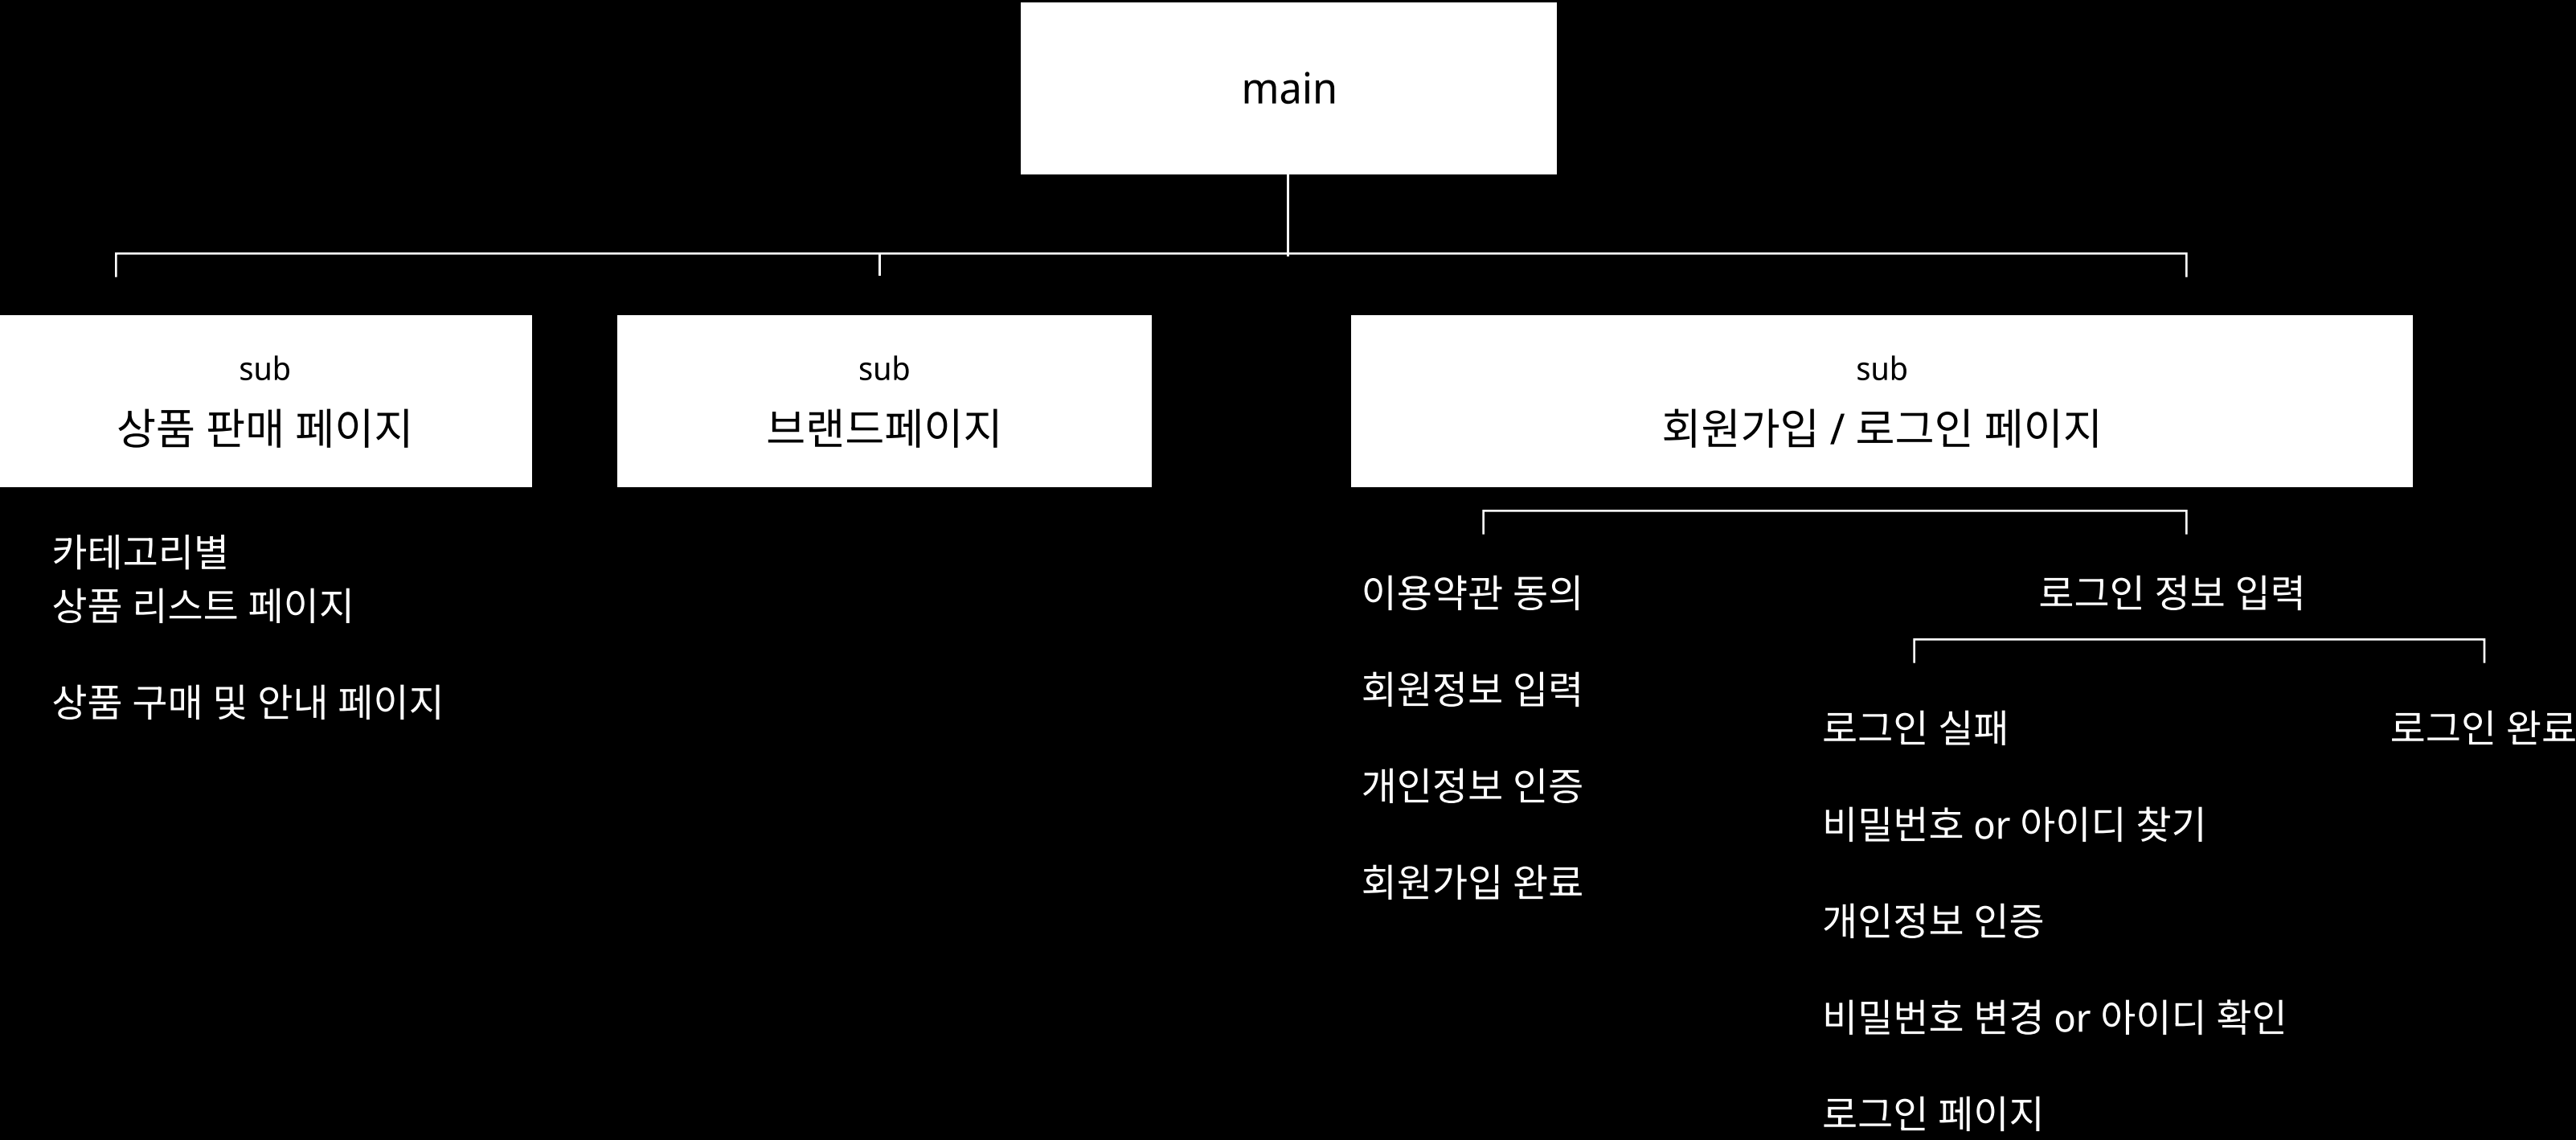 main
sub
상품 판매 페이지
sub
브랜드페이지
sub
회원가입 / 로그인 페이지
카테고리별
상품 리스트 페이지
상품 구매 및 안내 페이지
이용약관 동의
회원정보 입력
개인정보 인증
회원가입 완료
로그인 정보 입력
로그인 실패
비밀번호 or 아이디 찾기
개인정보 인증
비밀번호 변경 or 아이디 확인
로그인 페이지
로그인 완료